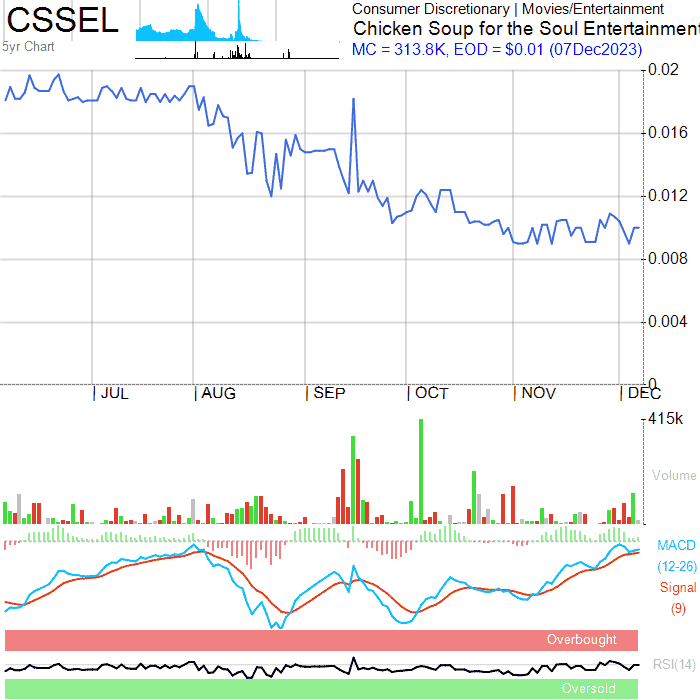 CSSEL
5yr Chart
Consumer Discretionary | Movies/Entertainment
Chicken Soup for the Soul Entertainment
MC = 313.8K, EOD = $0.01 (07Dec2023)
0.02
0.016
0.012
0.008
0.004
0
JUL AUG SEP OCT NOV DEC
415k
Volume
MACD
(12-26)
Signal
(9)
Overbought
RSI(14)
Oversold